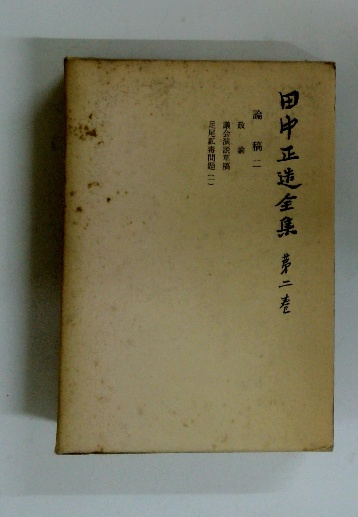 田中正造全集 第二巻
論稿二
政論
議会演説草稿
足尾鉱毒問題(一)